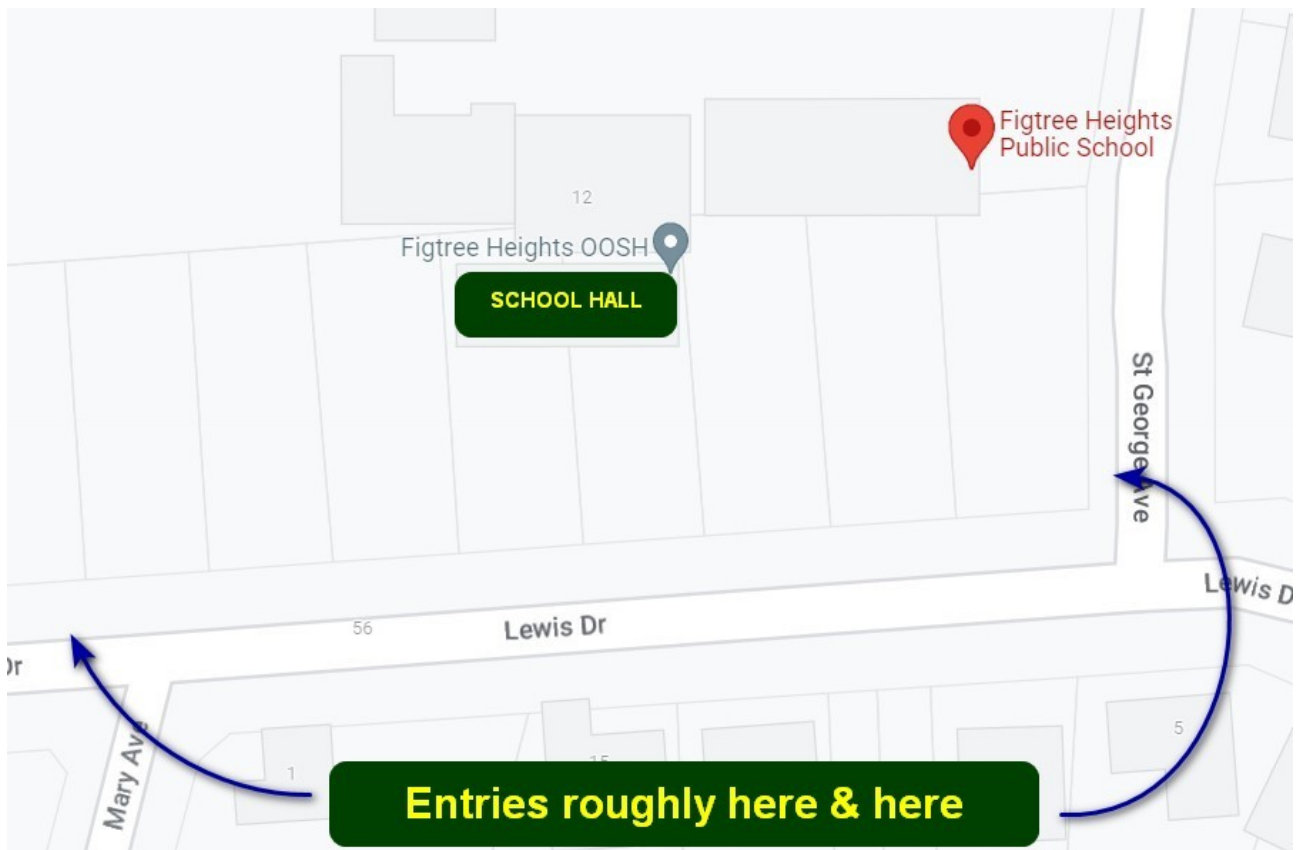 Figtree Heights
Public School
12
Figtree Heights OOSH
SCHOOL HALL
St George Ave
Lewis D
56
Lewis Dr
Dr
Mary Ave
5
15
1
Entries roughly here & here